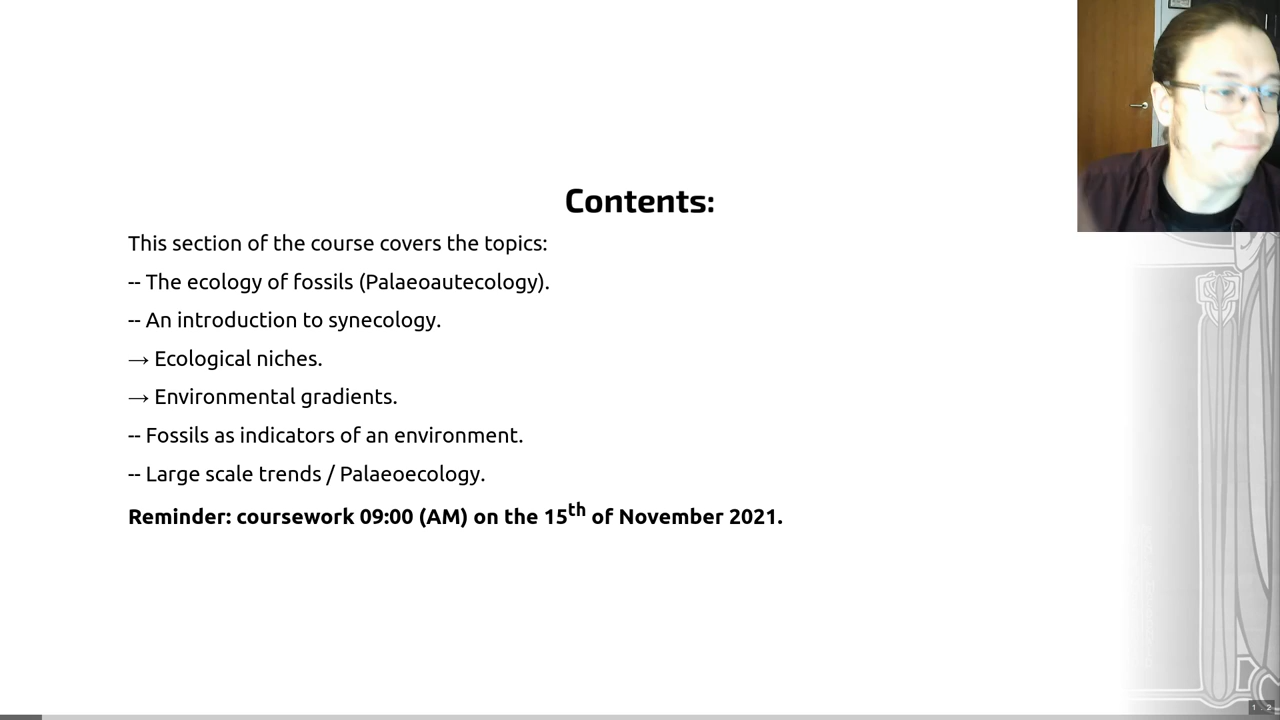 Contents:
This section of the course covers the topics:
-- The ecology of fossils (Palaeoautecology).
-- An introduction to synecology.
→ Ecological niches.
→ Environmental gradients.
-- Fossils as indicators of an environment.
-- Large scale trends / Palaeoecology.
Reminder: coursework 09:00 (AM) on the 15th of November 2021.
1 . 2